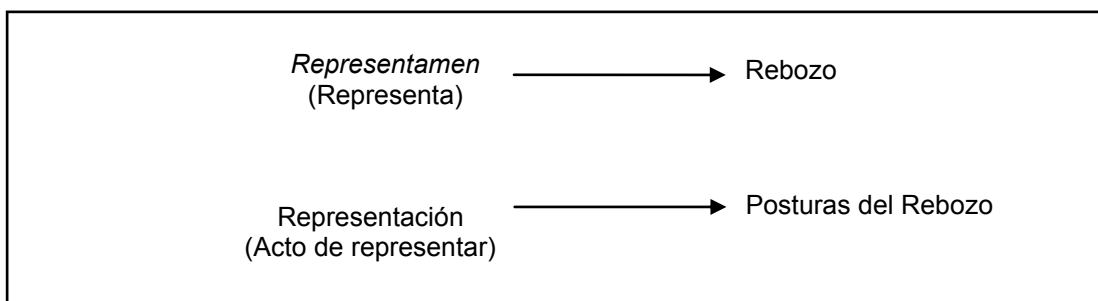 Representamen
(Representa)
Rebozo
Representación
(Acto de representar)
Posturas del Rebozo